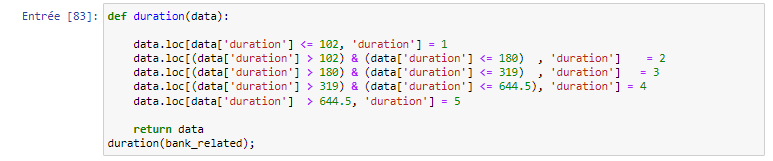 Entrée [83]: def duration(data):
data.loc[data['duration'] <= 102, 'duration'] = 1
data.loc[(data['duration'] > 102) & (data['duration'] <= 180)  , 'duration']    = 2
data.loc[(data['duration'] > 180) & (data['duration'] <= 319)  , 'duration']   = 3
data.loc[(data['duration'] > 319) & (data['duration'] <= 644.5), 'duration'] = 4
data.loc[data['duration']  > 644.5, 'duration'] = 5
return data
duration(bank_related);